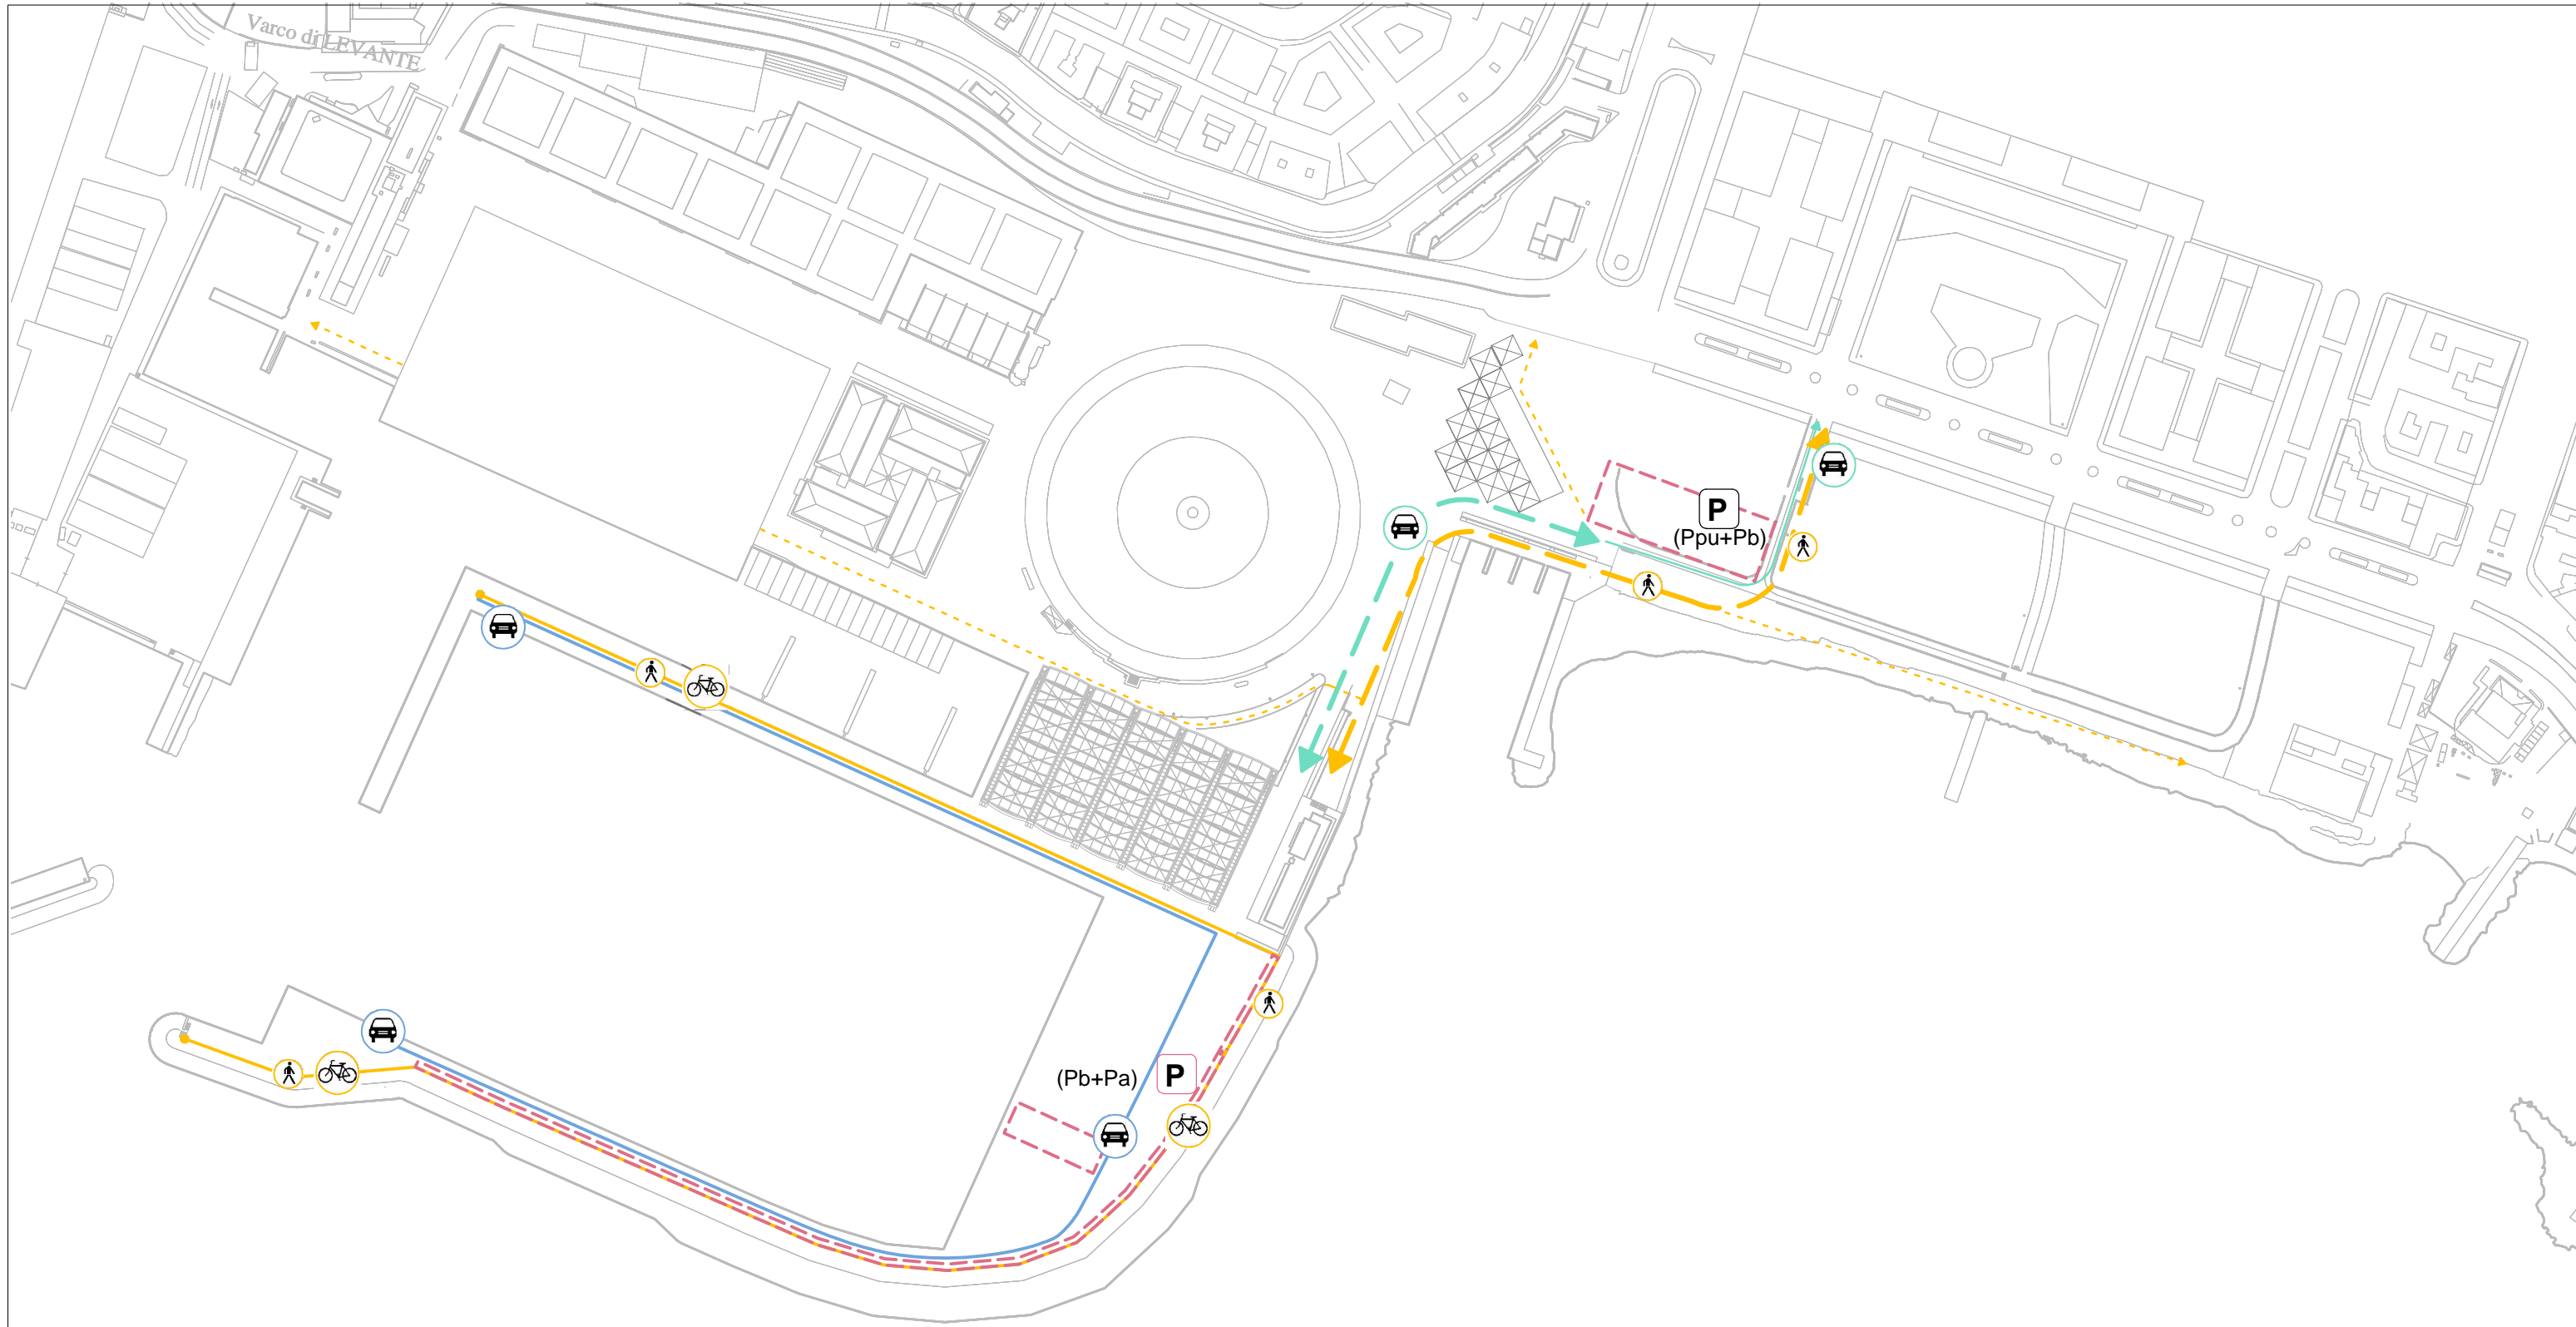 Varco di LEVANTE
P
(Ppu+Pb)
(Pb+Pa)
P